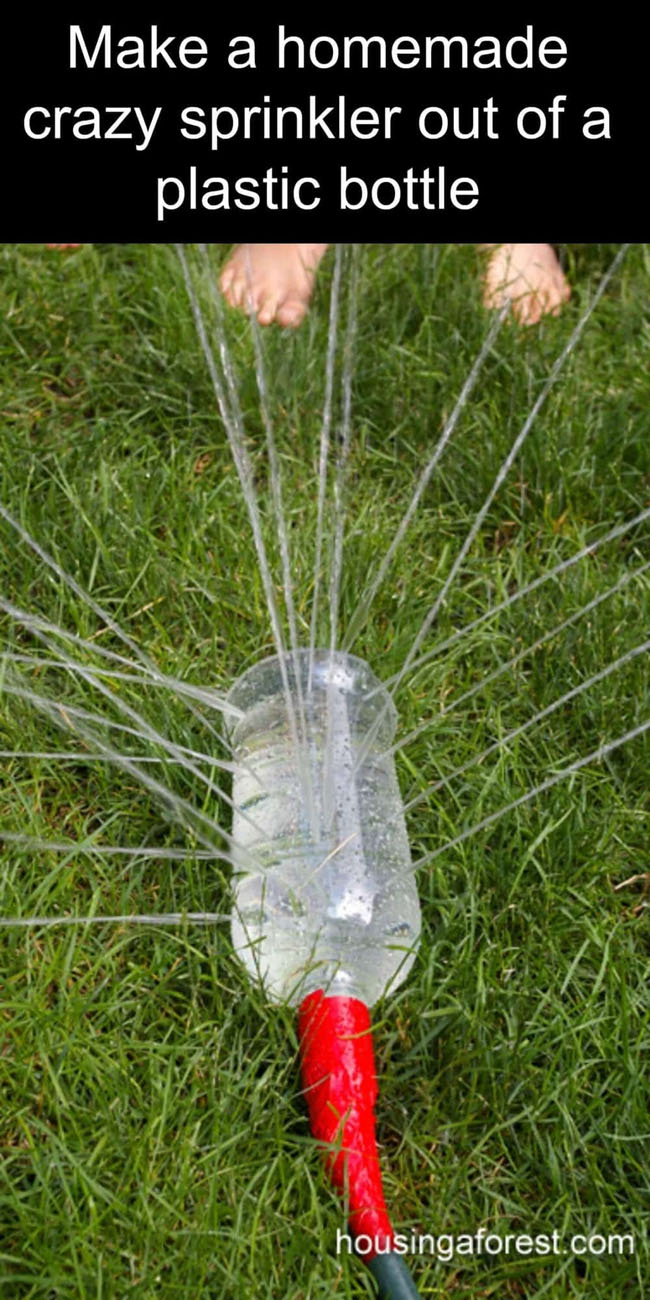 Make a homemade
crazy sprinkler out of a
plastic bottle
housingaforest.com